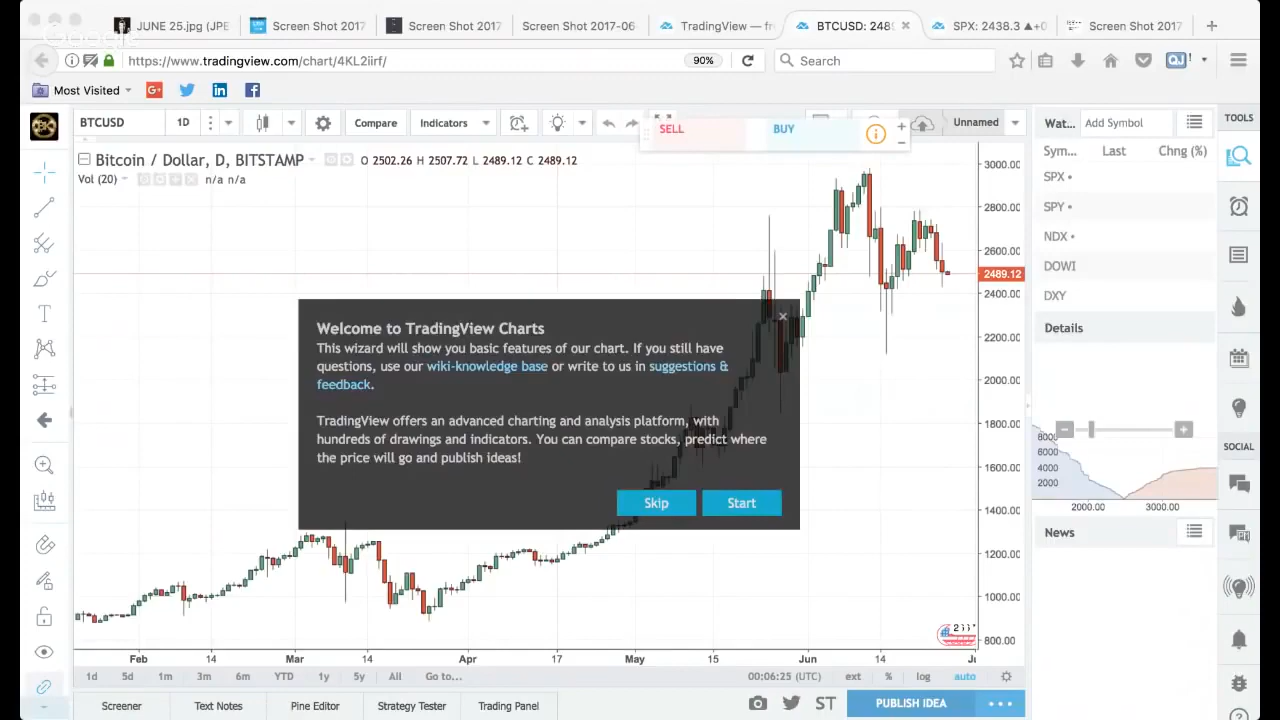 JUNE 25.jpg (JPE
Screen Shot 2017
Screen Shot 2017
Screen Shot 2017-06-
TradingView — fr
BTCUSD: 248
SPX: 2438.3 ▲+0
Screen Shot 2017
https://www.tradingview.com/chart/4KL2iirf/
90%
Search
Most Visited
G+
BTCUSD
1D
Compare
Indicators
SELL
BUY
Unnamed
Wat...
Add Symbol
TOOLS
Bitcoin / Dollar, D, BITSTAMP
O 2502.26 H 2507.72 L 2489.12 C 2489.12
Vol (20)
n/a n/a
Sym...
Last
Chng (%)
SPX
SPY
NDX
DOWI
DXY
Details
3000.00
2800.00
2600.00
2489.12
2400.00
2200.00
2000.00
1800.00
1600.00
1400.00
1200.00
1000.00
800.00
Welcome to TradingView Charts
This wizard will show you basic features of our chart. If you still have
questions, use our wiki-knowledge base or write to us in suggestions &
feedback.
TradingView offers an advanced charting and analysis platform, with
hundreds of drawings and indicators. You can compare stocks, predict where
the price will go and publish ideas!
Skip
Start
8000
6000
4000
2000
2000.00
3000.00
SOCIAL
News
Feb
14
Mar
14
Apr
17
May
15
Jun
14
1d
5d
1m
3m
6m
YTD
1y
5y
All
Go to...
00:06:25 (UTC)
ext
%
log
auto
Screener
Text Notes
Pine Editor
Strategy Tester
Trading Panel
ST
PUBLISH IDEA